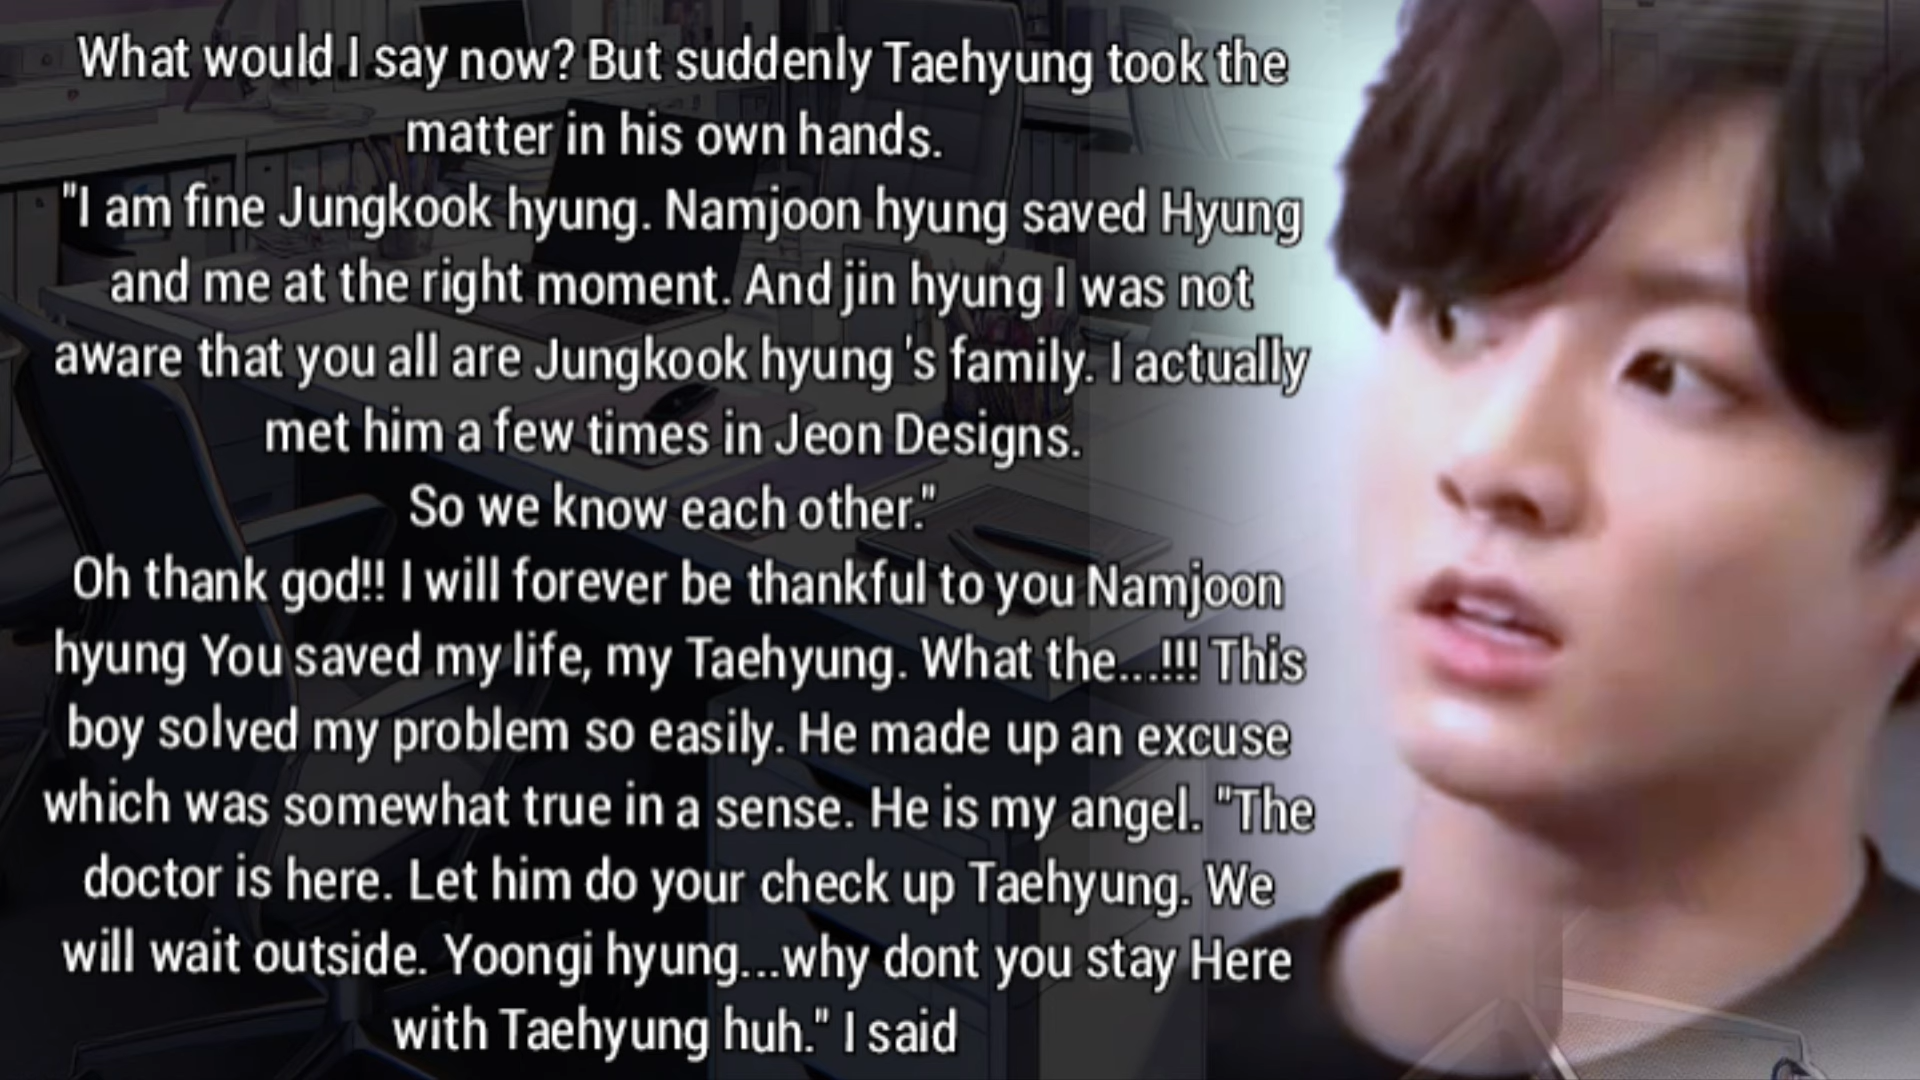 What would I say now? But suddenly Taehyung took the
matter in his own hands.
"I am fine Jungkook hyung. Namjoon hyung saved Hyung
and me at the right moment. And jin hyung I was not
aware that you all are Jungkook hyung 's family. I actually
met him a few times in Jeon Designs.
So we know each other."
Oh thank god!! I will forever be thankful to you Namjoon
hyung You saved my life, my Taehyung. What the...!!! This
boy solved my problem so easily. He made up an excuse
which was somewhat true in a sense. He is my angel. "The
doctor is here. Let him do your check up Taehyung. We
will wait outside. Yoongi hyung...why dont you stay Here
with Taehyung huh." I said